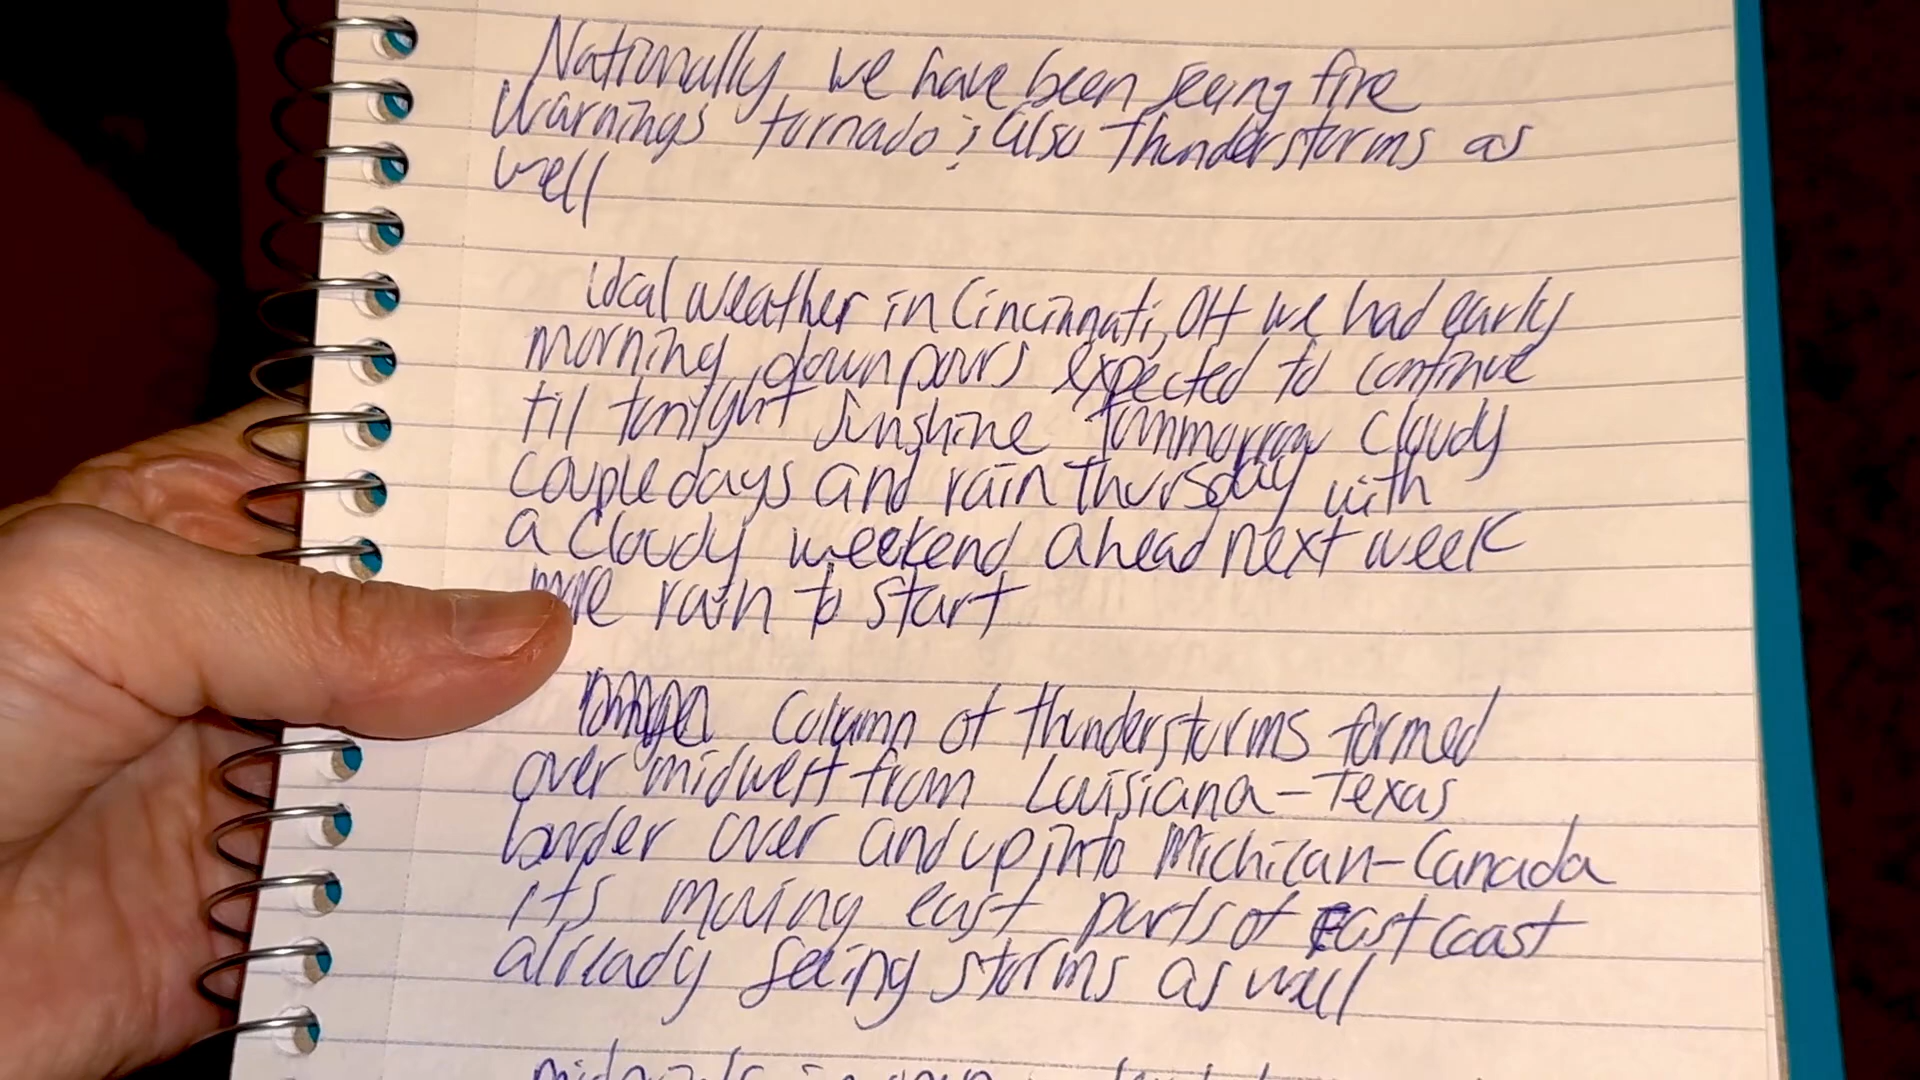 Nationally we have been seeing fire
warnings tornado; also Thunderstorms as
well
local weather in Cincinnati, OH we had early
morning downpours expected to continue
til tonight sunshine tommorrow cloudy
couple days and rain Thursday with
a cloudy weekend ahead next week
more rain to start
Column of thunderstorms formed
over midwest from Louisiana-Texas
border over and up into Michigan-Canada
its moving east parts of East coast
already seeing storms as well